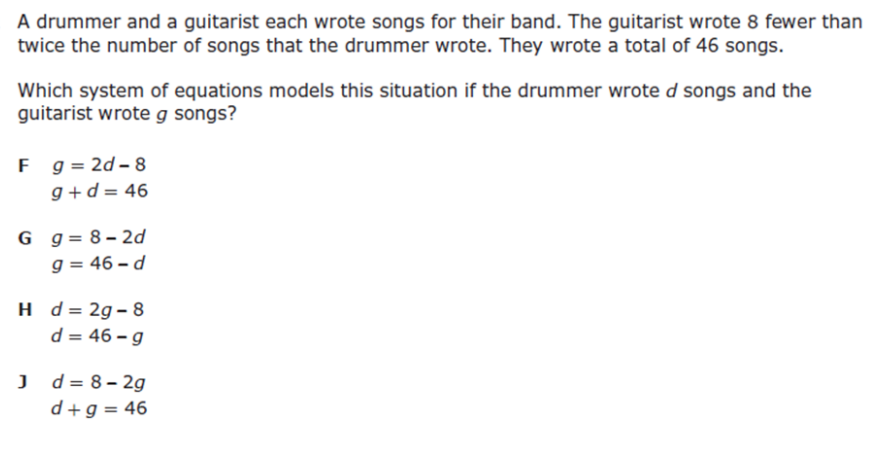 A drummer and a guitarist each wrote songs for their band. The guitarist wrote 8 fewer than
twice the number of songs that the drummer wrote. They wrote a total of 46 songs.
Which system of equations models this situation if the drummer wrote d songs and the
guitarist wrote g songs?
F g = 2d – 8
g + d = 46
G g = 8 – 2d
g = 46 – d
H d = 2g – 8
d = 46 – g
J d = 8 – 2g
d + g = 46